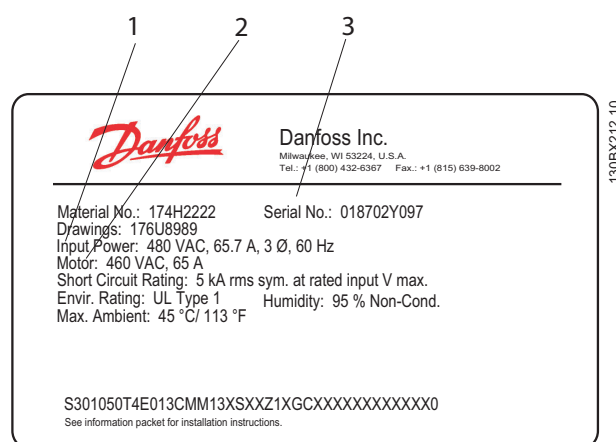 1 2 3
Danfoss
Danfoss Inc.
Milwaukee, WI 53224, U.S.A.
Tel.: +1 (800) 432-6367 Fax.: +1 (815) 639-8002
Material No.: 174H2222 Serial No.: 018702Y097
Drawings: 176U8989
Input Power: 480 VAC, 65.7 A, 3 Ø, 60 Hz
Motor: 460 VAC, 65 A
Short Circuit Rating: 5 kA rms sym. at rated input V max.
Envir. Rating: UL Type 1 Humidity: 95 % Non-Cond.
Max. Ambient: 45 °C/ 113 °F
S301050T4E013CMM13XSXXZ1XGCXXXXXXXXXXXX0
See information packet for installation instructions.
130BX212.10